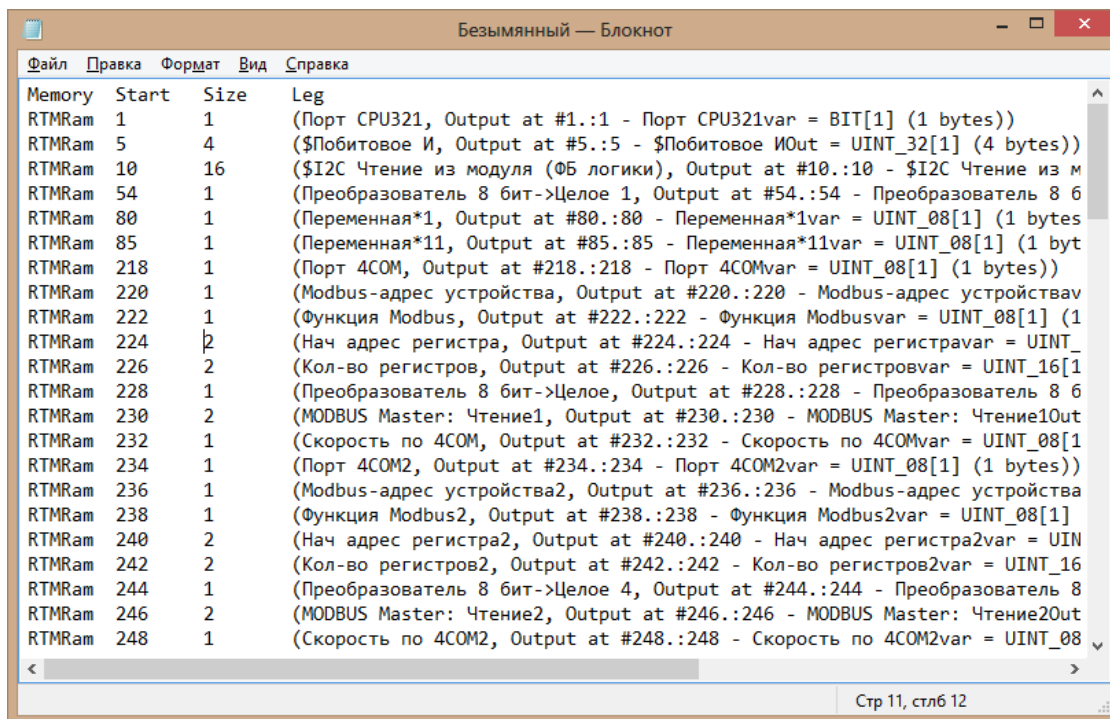 Безымянный — Блокнот
Файл Правка Формат Вид Справка
Memory Start Size Leg
RTMRam 1 1 (Порт CPU321, Output at #1.:1 - Порт CPU321var = BIT[1] (1 bytes))
RTMRam 5 4 ($Побитовое И, Output at #5.:5 - $Побитовое ИOut = UINT_32[1] (4 bytes))
RTMRam 10 16 ($I2C Чтение из модуля (ФБ логики), Output at #10.:10 - $I2C Чтение из м
RTMRam 54 1 (Преобразователь 8 бит->Целое 1, Output at #54.:54 - Преобразователь 8 б
RTMRam 80 1 (Переменная*1, Output at #80.:80 - Переменная*1var = UINT_08[1] (1 bytes
RTMRam 85 1 (Переменная*11, Output at #85.:85 - Переменная*11var = UINT_08[1] (1 byt
RTMRam 218 1 (Порт 4COM, Output at #218.:218 - Порт 4COMvar = UINT_08[1] (1 bytes))
RTMRam 220 1 (Modbus-адрес устройства, Output at #220.:220 - Modbus-адрес устройстваv
RTMRam 222 1 (Функция Modbus, Output at #222.:222 - Функция Modbusvar = UINT_08[1] (1
RTMRam 224 2 (Нач адрес регистра, Output at #224.:224 - Нач адрес регистраvar = UINT_
RTMRam 226 2 (Кол-во регистров, Output at #226.:226 - Кол-во регистровvar = UINT_16[1
RTMRam 228 1 (Преобразователь 8 бит->Целое, Output at #228.:228 - Преобразователь 8 б
RTMRam 230 2 (MODBUS Master: Чтение1, Output at #230.:230 - MODBUS Master: Чтение1Out
RTMRam 232 1 (Скорость по 4COM, Output at #232.:232 - Скорость по 4COMvar = UINT_08[1
RTMRam 234 1 (Порт 4COM2, Output at #234.:234 - Порт 4COM2var = UINT_08[1] (1 bytes))
RTMRam 236 1 (Modbus-адрес устройства2, Output at #236.:236 - Modbus-адрес устройства
RTMRam 238 1 (Функция Modbus2, Output at #238.:238 - Функция Modbus2var = UINT_08[1]
RTMRam 240 2 (Нач адрес регистра2, Output at #240.:240 - Нач адрес регистра2var = UIN
RTMRam 242 2 (Кол-во регистров2, Output at #242.:242 - Кол-во регистров2var = UINT_16
RTMRam 244 1 (Преобразователь 8 бит->Целое 4, Output at #244.:244 - Преобразователь 8
RTMRam 246 2 (MODBUS Master: Чтение2, Output at #246.:246 - MODBUS Master: Чтение2Out
RTMRam 248 1 (Скорость по 4COM2, Output at #248.:248 - Скорость по 4COM2var = UINT_08
Стр 11, стлб 12